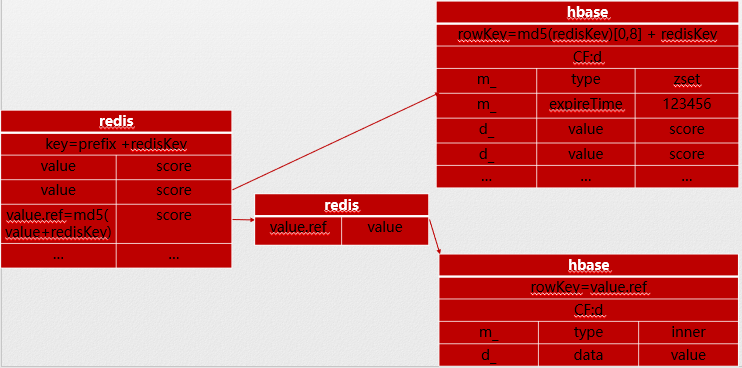 redis
key=prefix +redisKey
value score
value score
value.ref=md5(
value+redisKey)
score
... ...
redis
value.ref value
hbase
rowKey=md5(redisKey)[0,8] + redisKey
CF:d
m_ type zset
m_ expireTime 123456
d_ value score
d_ value score
... ... ...
hbase
rowKey=value.ref
CF:d
m_ type inner
d_ data value